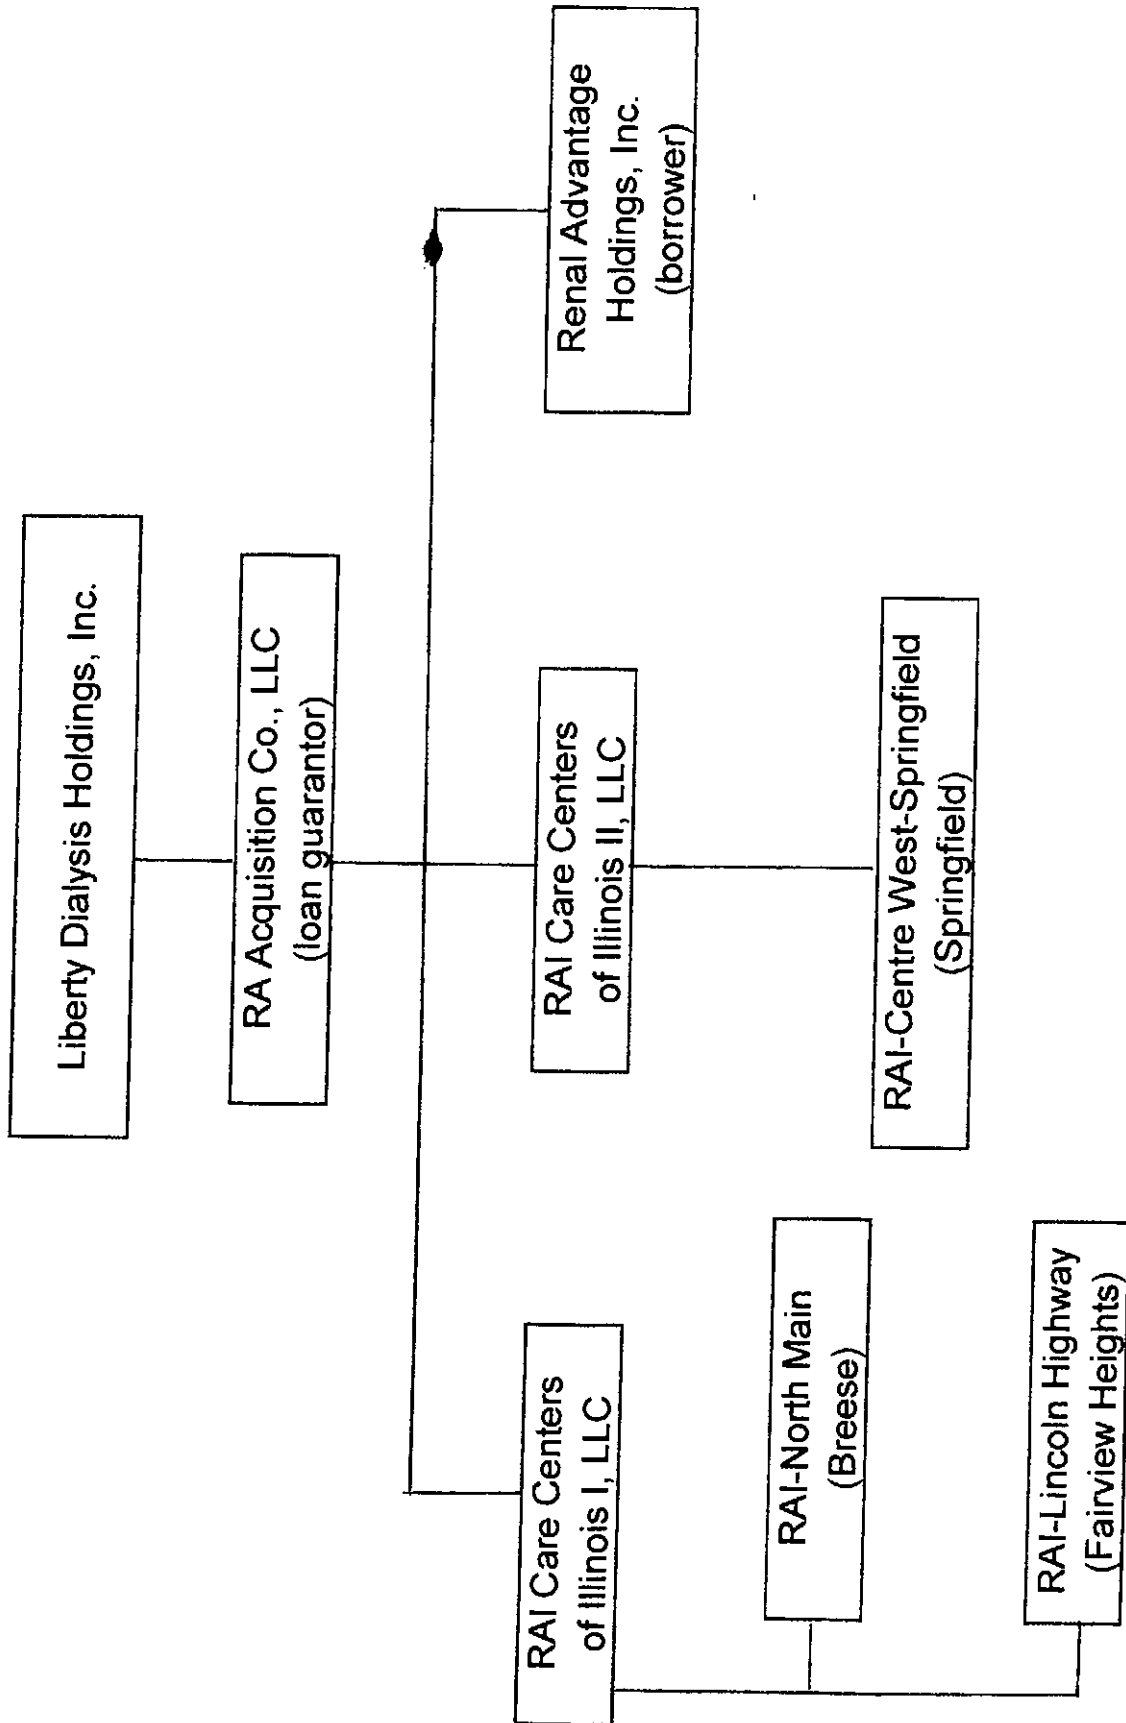 Liberty Dialysis Holdings, Inc.
RA Acquisition Co., LLC
(loan guarantor)
RAI Care Centers
of Illinois I, LLC
RAI Care Centers
of Illinois II, LLC
Renal Advantage
Holdings, Inc.
(borrower)
RAI-North Main
(Breese)
RAI-Lincoln Highway
(Fairview Heights)
RAI-Centre West-Springfield
(Springfield)